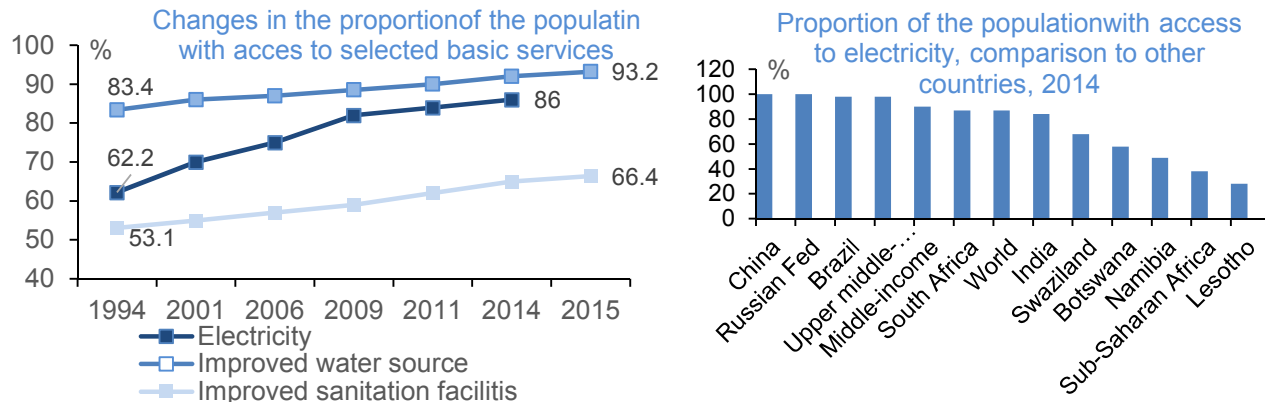 Changes in the proportionof the populatin
with acces to selected basic services
100
90
80
70
60
50
40
%
83.4
62.2
53.1
93.2
86
66.4
1994 2001 2006 2009 2011 2014 2015
Electricity
Improved water source
Improved sanitation facilitis
Proportion of the populationwith access
to electricity, comparison to other
countries, 2014
120
100
80
60
40
20
0
%
China
Russian Fed
Brazil
Upper middle-...
Middle-income
South Africa
World
India
Swaziland
Botswana
Namibia
Sub-Saharan Africa
Lesotho